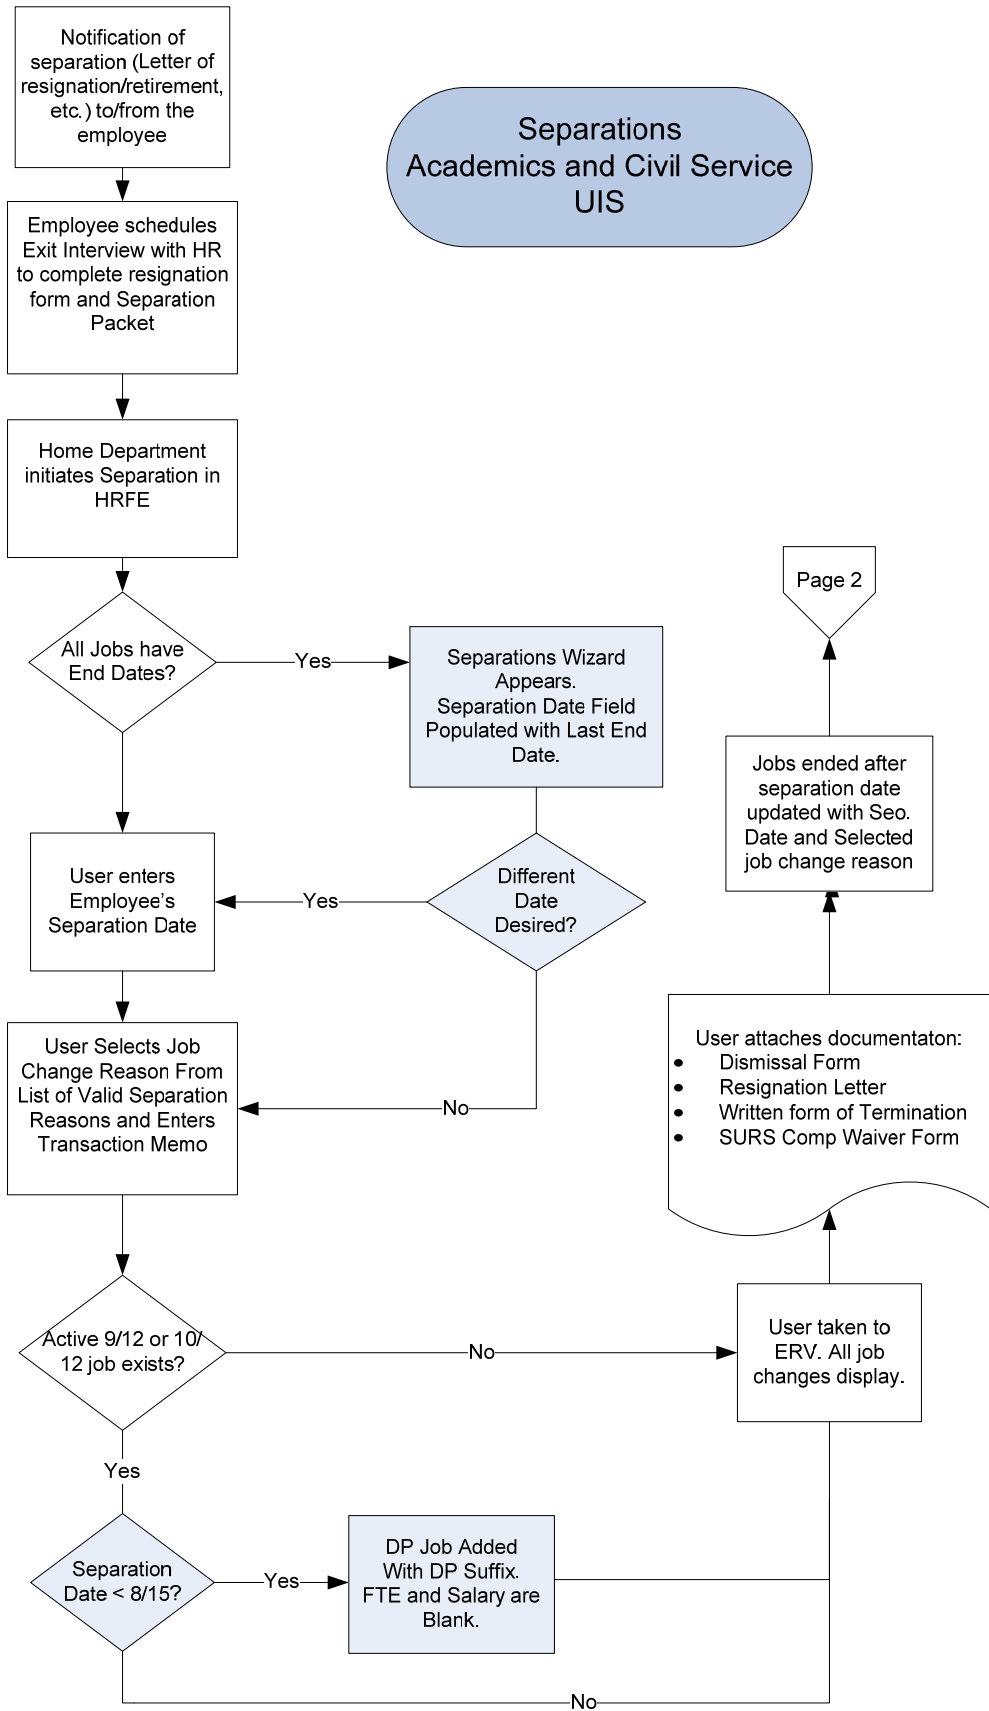 Notification of
separation (Letter of
resignation/retirement,
etc.) to/from the
employee
Separations
Academics and Civil Service
UIS
Employee schedules
Exit Interview with HR
to complete resignation
form and Separation
Packet
Home Department
initiates Separation in
HRFE
All Jobs have
End Dates?
Yes
Separations Wizard
Appears.
Separation Date Field
Populated with Last End
Date.
Different
Date
Desired?
Yes
No
User enters
Employee's
Separation Date
User Selects Job
Change Reason From
List of Valid Separation
Reasons and Enters
Transaction Memo
Active 9/12 or 10/
12 job exists?
No
Yes
Separation
Date < 8/15?
Yes
DP Job Added
With DP Suffix.
FTE and Salary are
Blank.
No
User taken to
ERV. All job
changes display.
User attaches documentaton:
• Dismissal Form
• Resignation Letter
• Written form of Termination
• SURS Comp Waiver Form
Jobs ended after
separation date
updated with Seo.
Date and Selected
job change reason
Page 2